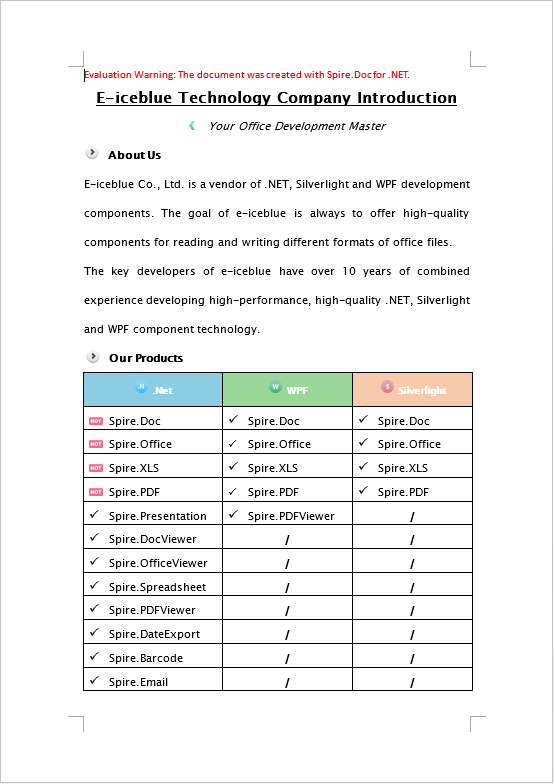 Evaluation Warning: The document was created with Spire.Doc for .NET.
E-iceblue Technology Company Introduction
Your Office Development Master
About Us
E-iceblue Co., Ltd. is a vendor of .NET, Silverlight and WPF development
components. The goal of e-iceblue is always to offer high-quality
components for reading and writing different formats of office files.
The key developers of e-iceblue have over 10 years of combined
experience developing high-performance, high-quality .NET, Silverlight
and WPF component technology.
Our Products
.N .Net W WPF S Silverlight
HOT Spire.Doc ✓ Spire.Doc ✓ Spire.Doc
HOT Spire.Office ✓ Spire.Office ✓ Spire.Office
HOT Spire.XLS ✓ Spire.XLS ✓ Spire.XLS
HOT Spire.PDF ✓ Spire.PDF ✓ Spire.PDF
✓ Spire.Presentation ✓ Spire.PDFViewer /
✓ Spire.DocViewer / /
✓ Spire.OfficeViewer / /
✓ Spire.Spreadsheet / /
✓ Spire.PDFViewer / /
✓ Spire.DateExport / /
✓ Spire.Barcode / /
✓ Spire.Email / /